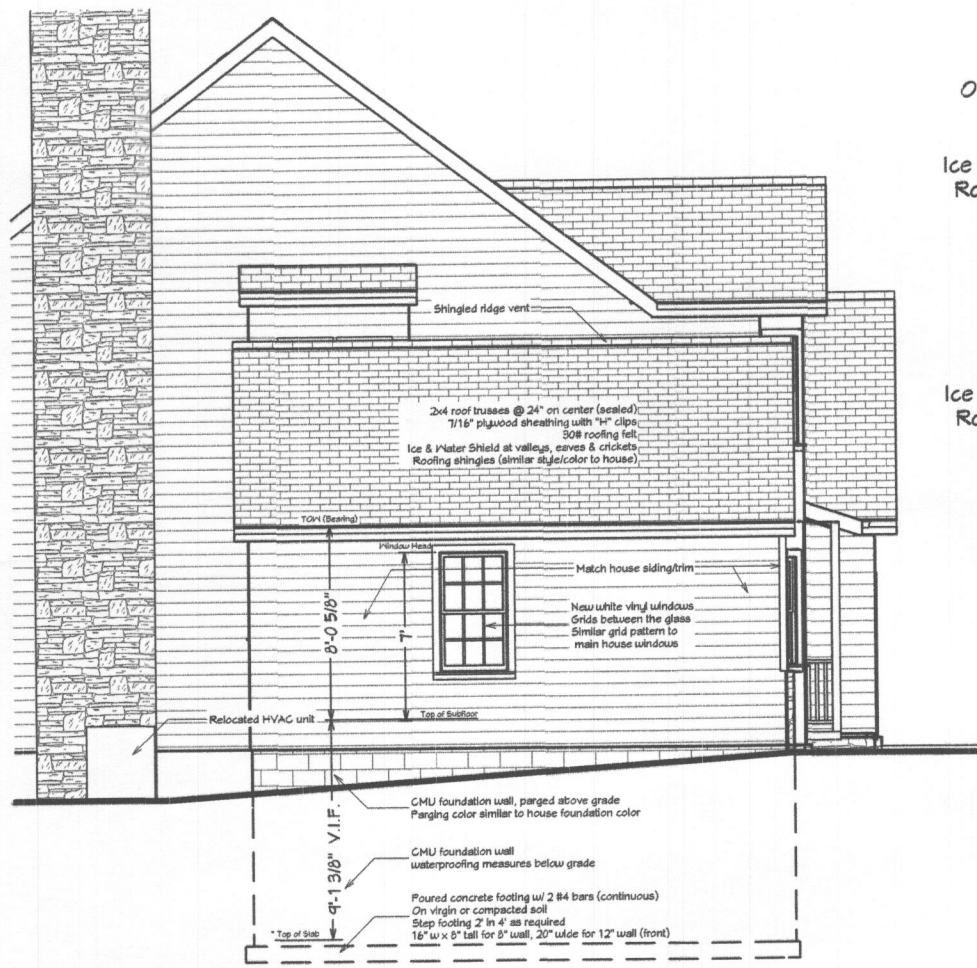 O
Ice
Ro
Shingled ridge vent
2x4 roof trusses @ 24" on center (sealed)
7/16" plywood sheathing with "H" clips
30# roofing felt
Ice & Water Shield at valleys, eaves & crickets
Roofing shingles (similar style/color to house)
Ice
Ro
TOW (Bearing)
Window Head
Match house siding/trim
8'-0 5/8"
7'
New white vinyl windows
Grids between the glass
Similar grid pattern to
main house windows
Relocated HVAC unit
Top of Subfloor
9'-1 3/8" V.I.F.
CMU foundation wall, parged above grade
Parging color similar to house foundation color
CMU foundation wall
waterproofing measures below grade
Poured concrete footing w/ 2 #4 bars (continuous)
On virgin or compacted soil
Step footing 2' in 4' as required
16" w x 8" tall for 8" wall, 20" wide for 12" wall (front)
* Top of Slab